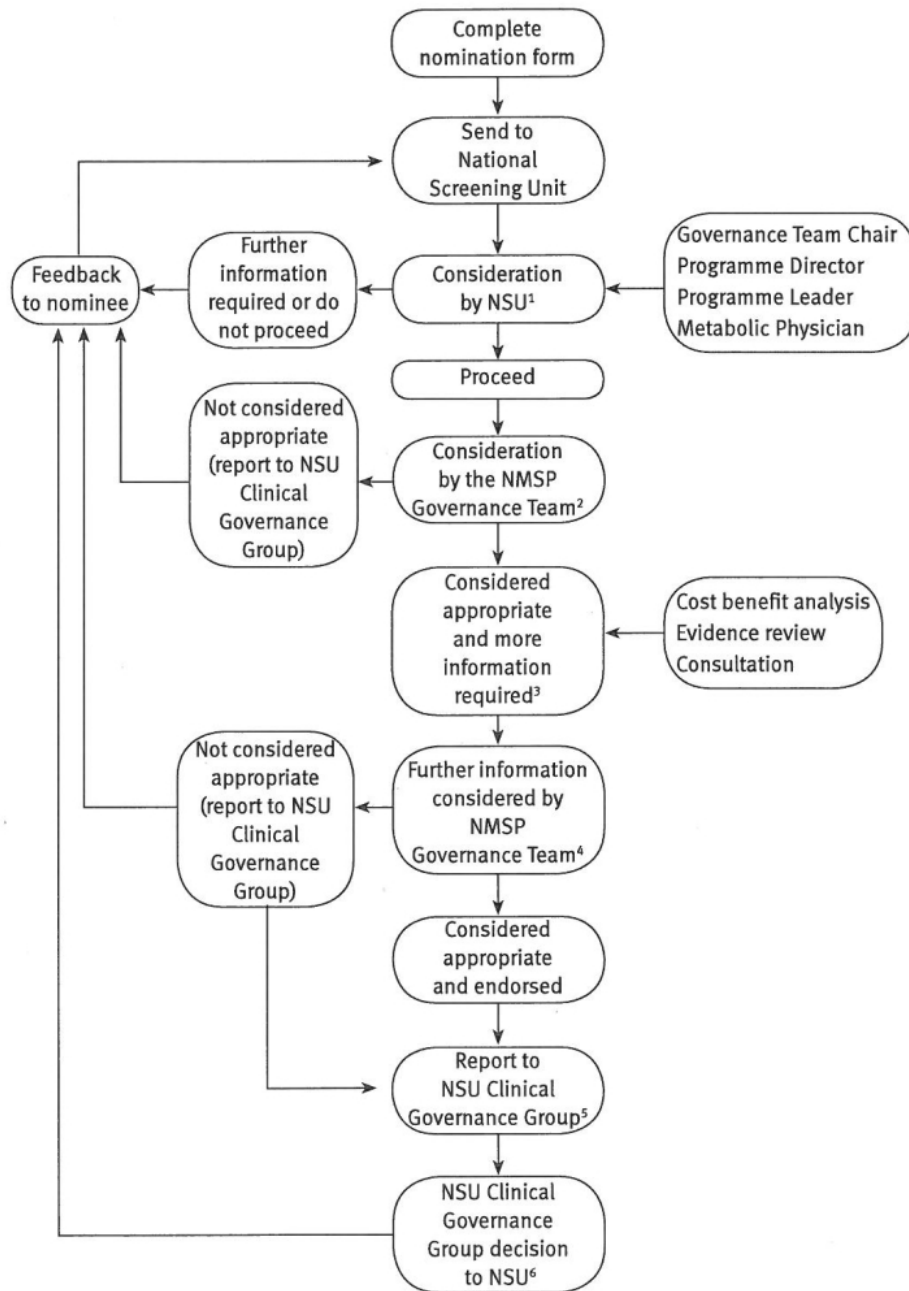 Complete
nomination form
Send to
National
Screening Unit
Governance Team Chair
Programme Director
Programme Leader
Metabolic Physician
Further
information
required or do
not proceed
Feedback
to nominee
Consideration
by NSU¹
Proceed
Not considered
appropriate
(report to NSU
Clinical
Governance
Group)
Consideration
by the NMSP
Governance Team²
Considered
appropriate
and more
information
required³
Cost benefit analysis
Evidence review
Consultation
Not considered
appropriate
(report to NSU
Clinical
Governance
Group)
Further information
considered by
NMSP
Governance Team⁴
Considered
appropriate
and endorsed
Report to
NSU Clinical
Governance Group⁵
NSU Clinical
Governance
Group decision
to NSU⁶